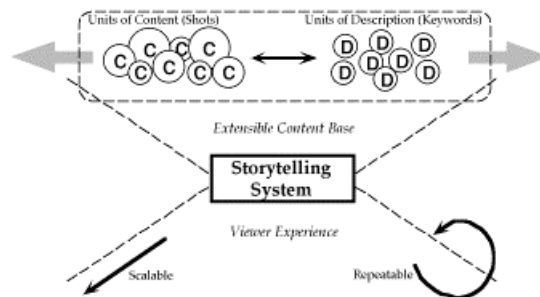 Units of Content (Shots)
Units of Description (Keywords)
C C C C C C C
D D D D D D D D
Extensible Content Base
Storytelling
System
Viewer Experience
Scalable
Repeatable